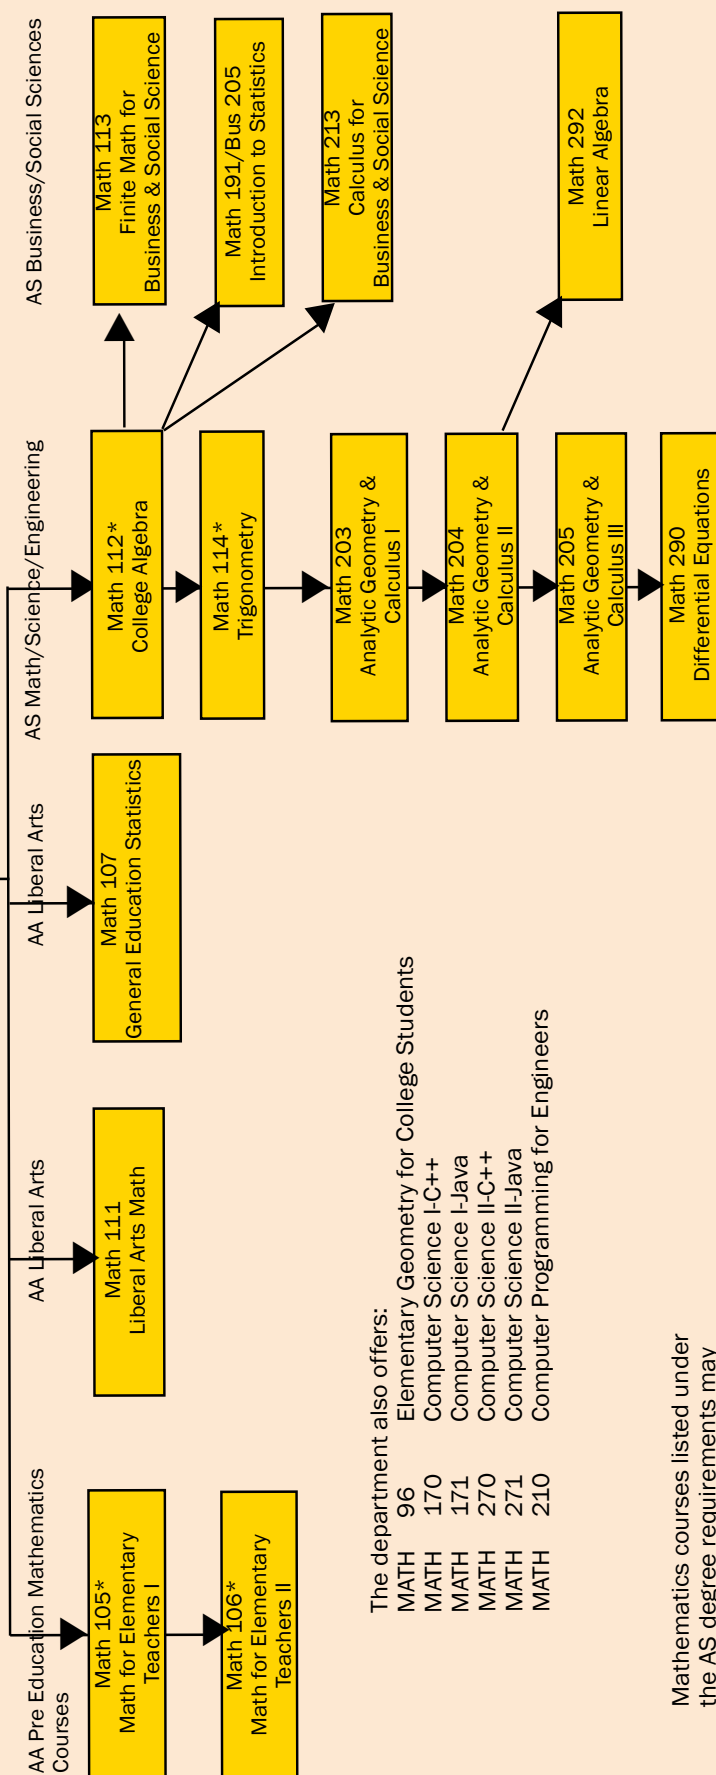 AA Pre Education Mathematics
Courses
AA Liberal Arts
AA Liberal Arts
AS Math/Science/Engineering
AS Business/Social Sciences
Math 105*
Math for Elementary
Teachers I
Math 106*
Math for Elementary
Teachers II
Math 111
Liberal Arts Math
Math 107
General Education Statistics
Math 112*
College Algebra
Math 114*
Trigonometry
Math 203
Analytic Geometry &
Calculus I
Math 204
Analytic Geometry &
Calculus II
Math 205
Analytic Geometry &
Calculus III
Math 290
Differential Equations
Math 113
Finite Math for
Business & Social Science
Math 191/Bus 205
Introduction to Statistics
Math 213
Calculus for
Business & Social Science
Math 292
Linear Algebra
The department also offers:
MATH 96 Elementary Geometry for College Students
MATH 170 Computer Science I-C++
MATH 171 Computer Science I-Java
MATH 270 Computer Science II-C++
MATH 271 Computer Science II-Java
MATH 210 Computer Programming for Engineers
Mathematics courses listed under
the AS degree requirements may